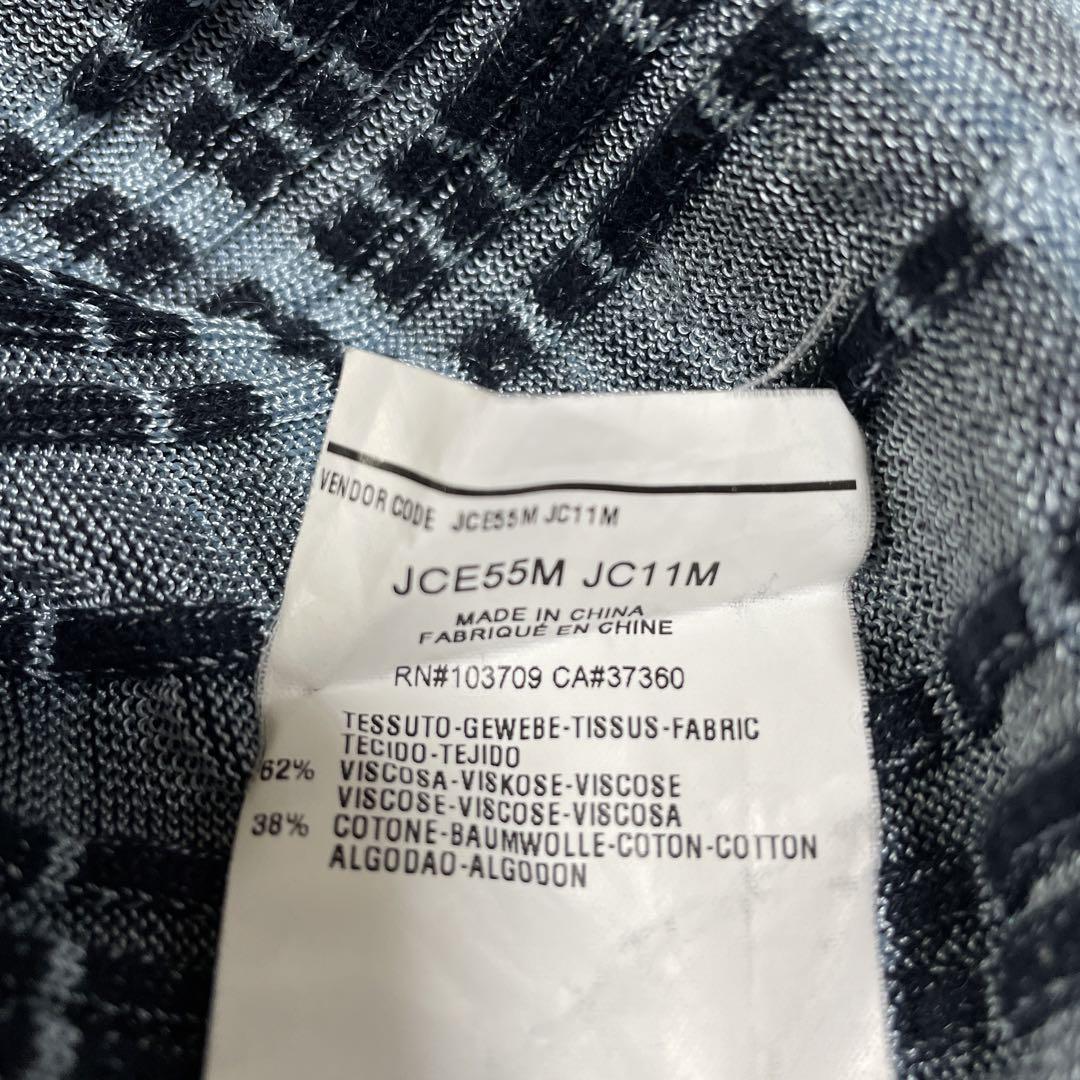 VENDOR CODE JCE55M JC11M
JCE55M JC11M
MADE IN CHINA
FABRIQUÉ EN CHINE
RN#103709 CA#37360
TESSUTO-GEWEBE-TISSUS-FABRIC
TECIDO-TEJIDO
62% VISCOSA-VISKOSE-VISCOSE
VISCOSE-VISCOSE-VISCOSA
38% COTONE-BAUMWOLLE-COTON-COTTON
ALGODAO-ALGODON